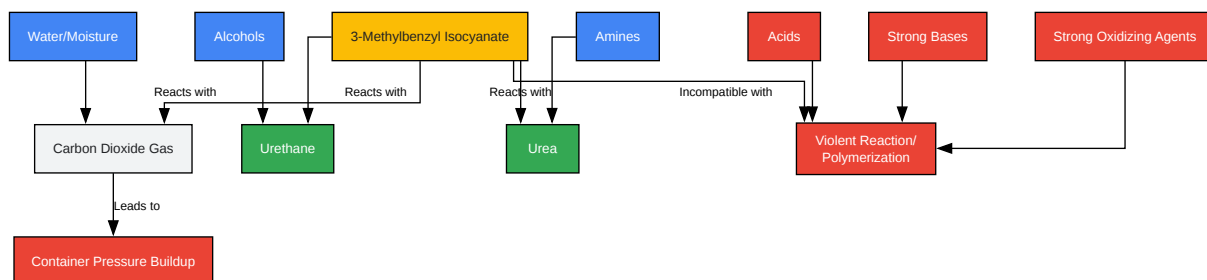 Water/Moisture
Alcohols
3-Methylbenzyl Isocyanate
Amines
Acids
Strong Bases
Strong Oxidizing Agents
Reacts with
Reacts with
Reacts with
Incompatible with
Carbon Dioxide Gas
Urethane
Urea
Violent Reaction/
Polymerization
Leads to
Container Pressure Buildup